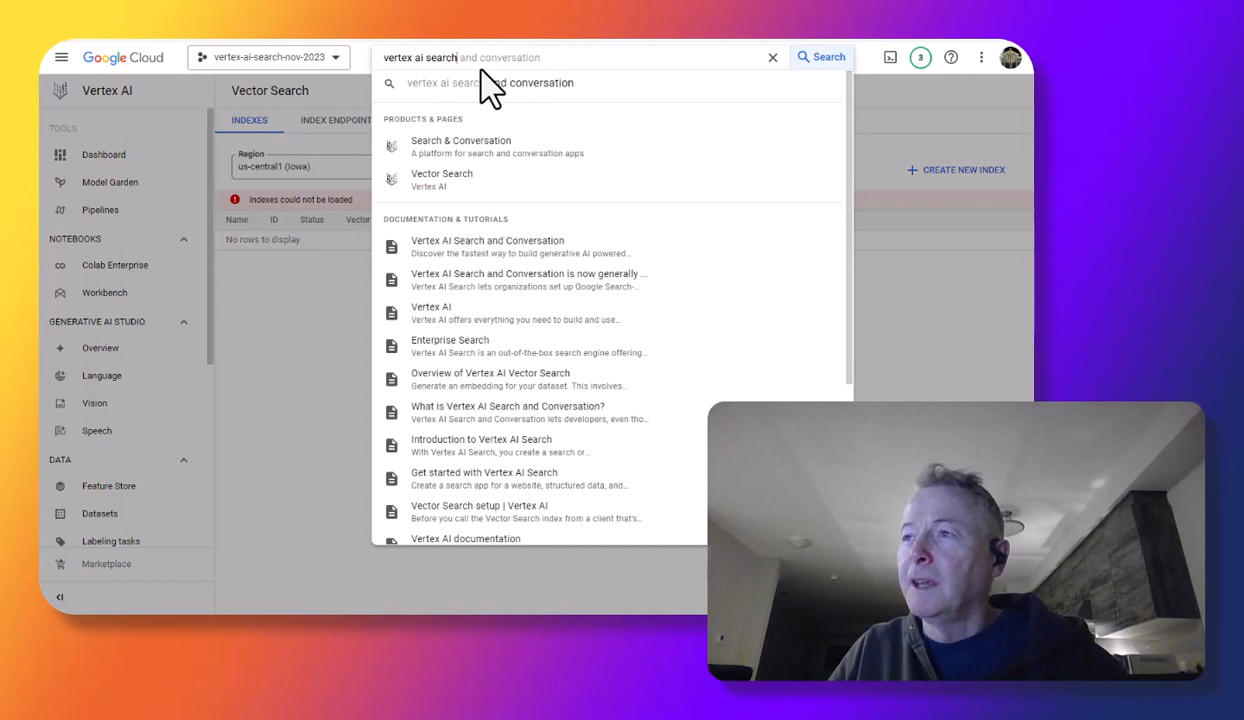 Google Cloud
vertex-ai-search-nov-2023
vertex ai search and conversation
Search
3
Vertex AI
Vector Search
vertex ai search and conversation
TOOLS
INDEXES
INDEX ENDPOINT
PRODUCTS & PAGES
Dashboard
Search & Conversation
A platform for search and conversation apps
Region
us-central1 (Iowa)
CREATE NEW INDEX
Model Garden
Vector Search
Vertex AI
Indexes could not be loaded
Pipelines
Name
ID
Status
Vector
DOCUMENTATION & TUTORIALS
NOTEBOOKS
No rows to display
Vertex AI Search and Conversation
Discover the fastest way to build generative AI powered...
Colab Enterprise
Vertex AI Search and Conversation is now generally ...
Vertex AI Search lets organizations set up Google Search-...
Workbench
Vertex AI
Vertex AI offers everything you need to build and use...
GENERATIVE AI STUDIO
Enterprise Search
Vertex AI Search is an out-of-the-box search engine offering...
Overview
Language
Overview of Vertex AI Vector Search
Generate an embedding for your dataset. This involves...
Vision
What is Vertex AI Search and Conversation?
Vertex AI Search and Conversation lets developers, even tho...
Speech
Introduction to Vertex AI Search
With Vertex AI Search, you create a search or...
DATA
Get started with Vertex AI Search
Create a search app for a website, structured data, and...
Feature Store
Vector Search setup | Vertex AI
Before you call the Vector Search index from a client that's...
Datasets
Labeling tasks
Vertex AI documentation
Marketplace